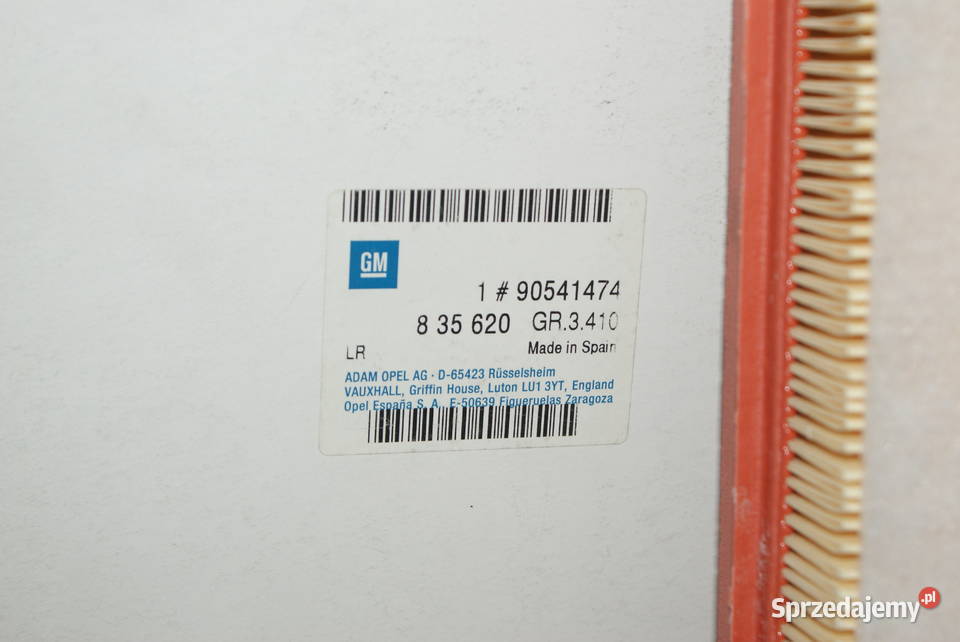 GM
1 # 90541474
8 35 620 GR.3.410
LR Made in Spain
ADAM OPEL AG · D-65423 Rüsselsheim
VAUXHALL, Griffin House, Luton LU1 3YT, England
Opel España S. A. E-50639 Figueruelas Zaragoza
Sprzedajemy.pl